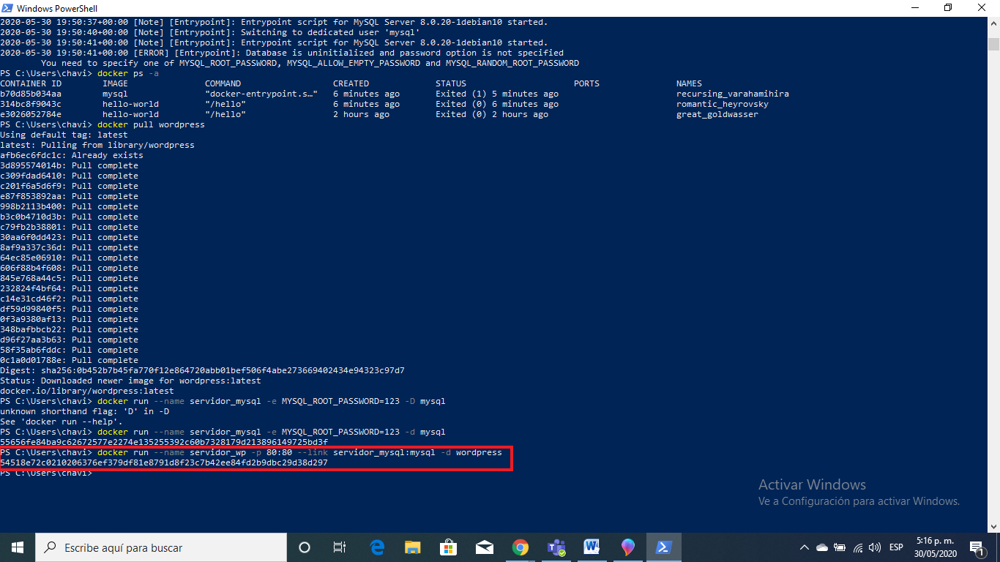 Windows PowerShell
2020-05-30 19:50:37+00:00 [Note] [Entrypoint]: Entrypoint script for MySQL Server 8.0.20-1debian10 started.
2020-05-30 19:50:40+00:00 [Note] [Entrypoint]: Switching to dedicated user 'mysql'
2020-05-30 19:50:41+00:00 [Note] [Entrypoint]: Entrypoint script for MySQL Server 8.0.20-1debian10 started.
2020-05-30 19:50:41+00:00 [ERROR] [Entrypoint]: Database is uninitialized and password option is not specified
You need to specify one of MYSQL_ROOT_PASSWORD, MYSQL_ALLOW_EMPTY_PASSWORD and MYSQL_RANDOM_ROOT_PASSWORD
PS C:\Users\chavi> docker ps -a
CONTAINER ID IMAGE COMMAND CREATED STATUS PORTS NAMES
b70d85b034aa mysql "docker-entrypoint.s…" 6 minutes ago Exited (1) 5 minutes ago recursing_varahamihira
314bc8f9043c hello-world "/hello" 6 minutes ago Exited (0) 6 minutes ago romantic_heyrovsky
e3026052784e hello-world "/hello" 2 hours ago Exited (0) 2 hours ago great_goldwasser
PS C:\Users\chavi> docker pull wordpress
Using default tag: latest
latest: Pulling from library/wordpress
afb6ec6fdc1c: Already exists
3d895574014b: Pull complete
c309fdad6410: Pull complete
c201f6a5d6f9: Pull complete
e87f853892aa: Pull complete
998b2113b400: Pull complete
b3c0b4710d3b: Pull complete
c79fb2b38801: Pull complete
30aa6f0dd423: Pull complete
8af9a337c36d: Pull complete
64ec85e06910: Pull complete
606f88b4f608: Pull complete
845e768a44c5: Pull complete
232824f4bf64: Pull complete
c14e31cd46f2: Pull complete
df59d99840f5: Pull complete
0f3a9380af13: Pull complete
348bafbbcb22: Pull complete
d96f27aa3b63: Pull complete
58f35ab6fddc: Pull complete
0c1a0d01788e: Pull complete
Digest: sha256:0b452b7b45fa770f12e864720abb01bef506f4abe273669402434e94323c97d7
Status: Downloaded newer image for wordpress:latest
docker.io/library/wordpress:latest
PS C:\Users\chavi> docker run --name servidor_mysql -e MYSQL_ROOT_PASSWORD=123 -D mysql
unknown shorthand flag: 'D' in -D
See 'docker run --help'.
PS C:\Users\chavi> docker run --name servidor_mysql -e MYSQL_ROOT_PASSWORD=123 -d mysql
55656fe84ba9c62672577e2274e135255392c60b7328179d213896149725bd3f
PS C:\Users\chavi> docker run --name servidor_wp -p 80:80 --link servidor_mysql:mysql -d wordpress
54518e72c0210206376ef379df81e8791d8f23c7b42ee84fd2b9dbc29d38d297
PS C:\Users\chavi>
Activar Windows
Ve a Configuración para activar Windows.
Escribe aquí para buscar
ESP
5:16 p. m.
30/05/2020
1